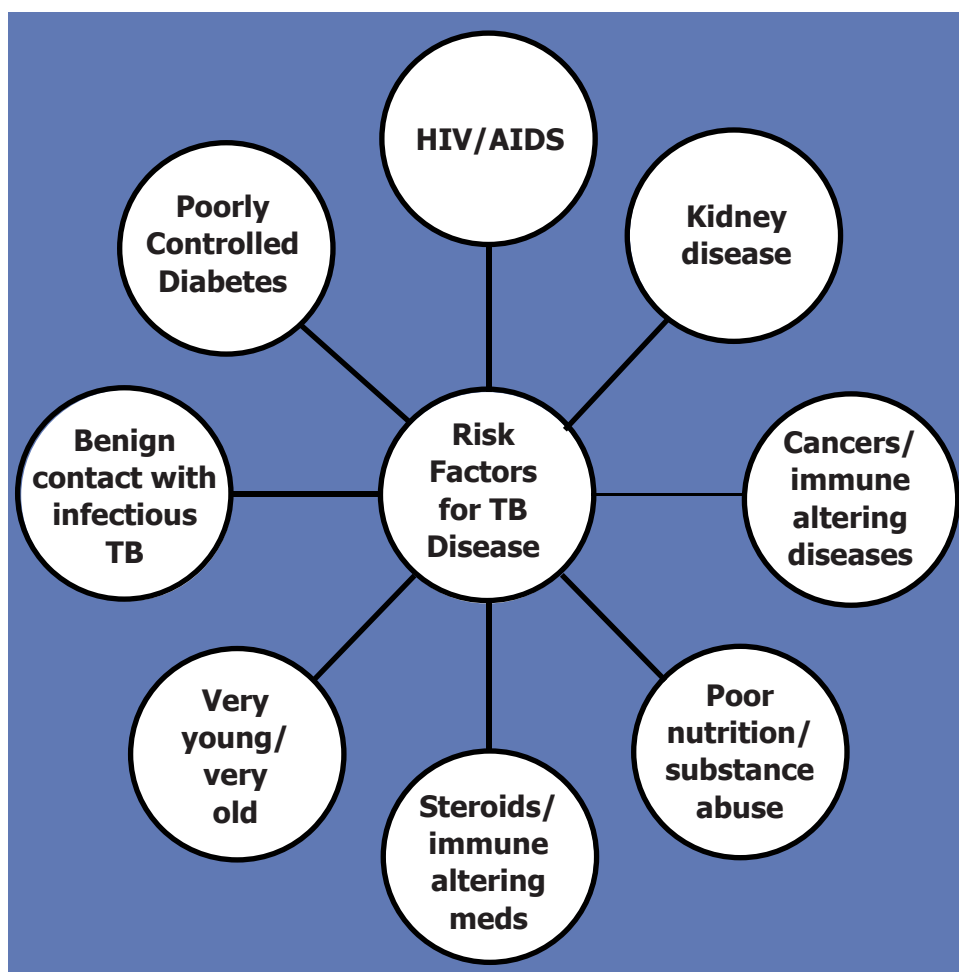 HIV/AIDS
Kidney
disease
Cancers/
immune
altering
diseases
Poor
nutrition/
substance
abuse
Steroids/
immune
altering
meds
Very
young/
very
old
Benign
contact with
infectious
TB
Poorly
Controlled
Diabetes
Risk
Factors
for TB
Disease